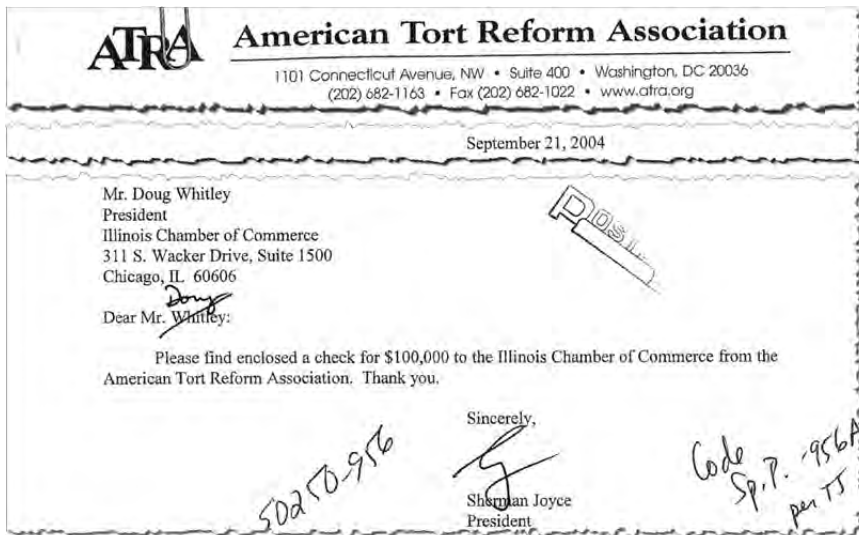 ATRA
American Tort Reform Association
1101 Connecticut Avenue, NW • Suite 400 • Washington, DC 20036
(202) 682-1163 • Fax (202) 682-1022 • www.atra.org
September 21, 2004
Mr. Doug Whitley
President
Illinois Chamber of Commerce
311 S. Wacker Drive, Suite 1500
Chicago, IL 60606
Doug
Dear Mr. Whitley:
Please find enclosed a check for $100,000 to the Illinois Chamber of Commerce from the
American Tort Reform Association. Thank you.
Sincerely,
Sherman Joyce
President
50250-956
Code
Sp. P. -956A
per TJ